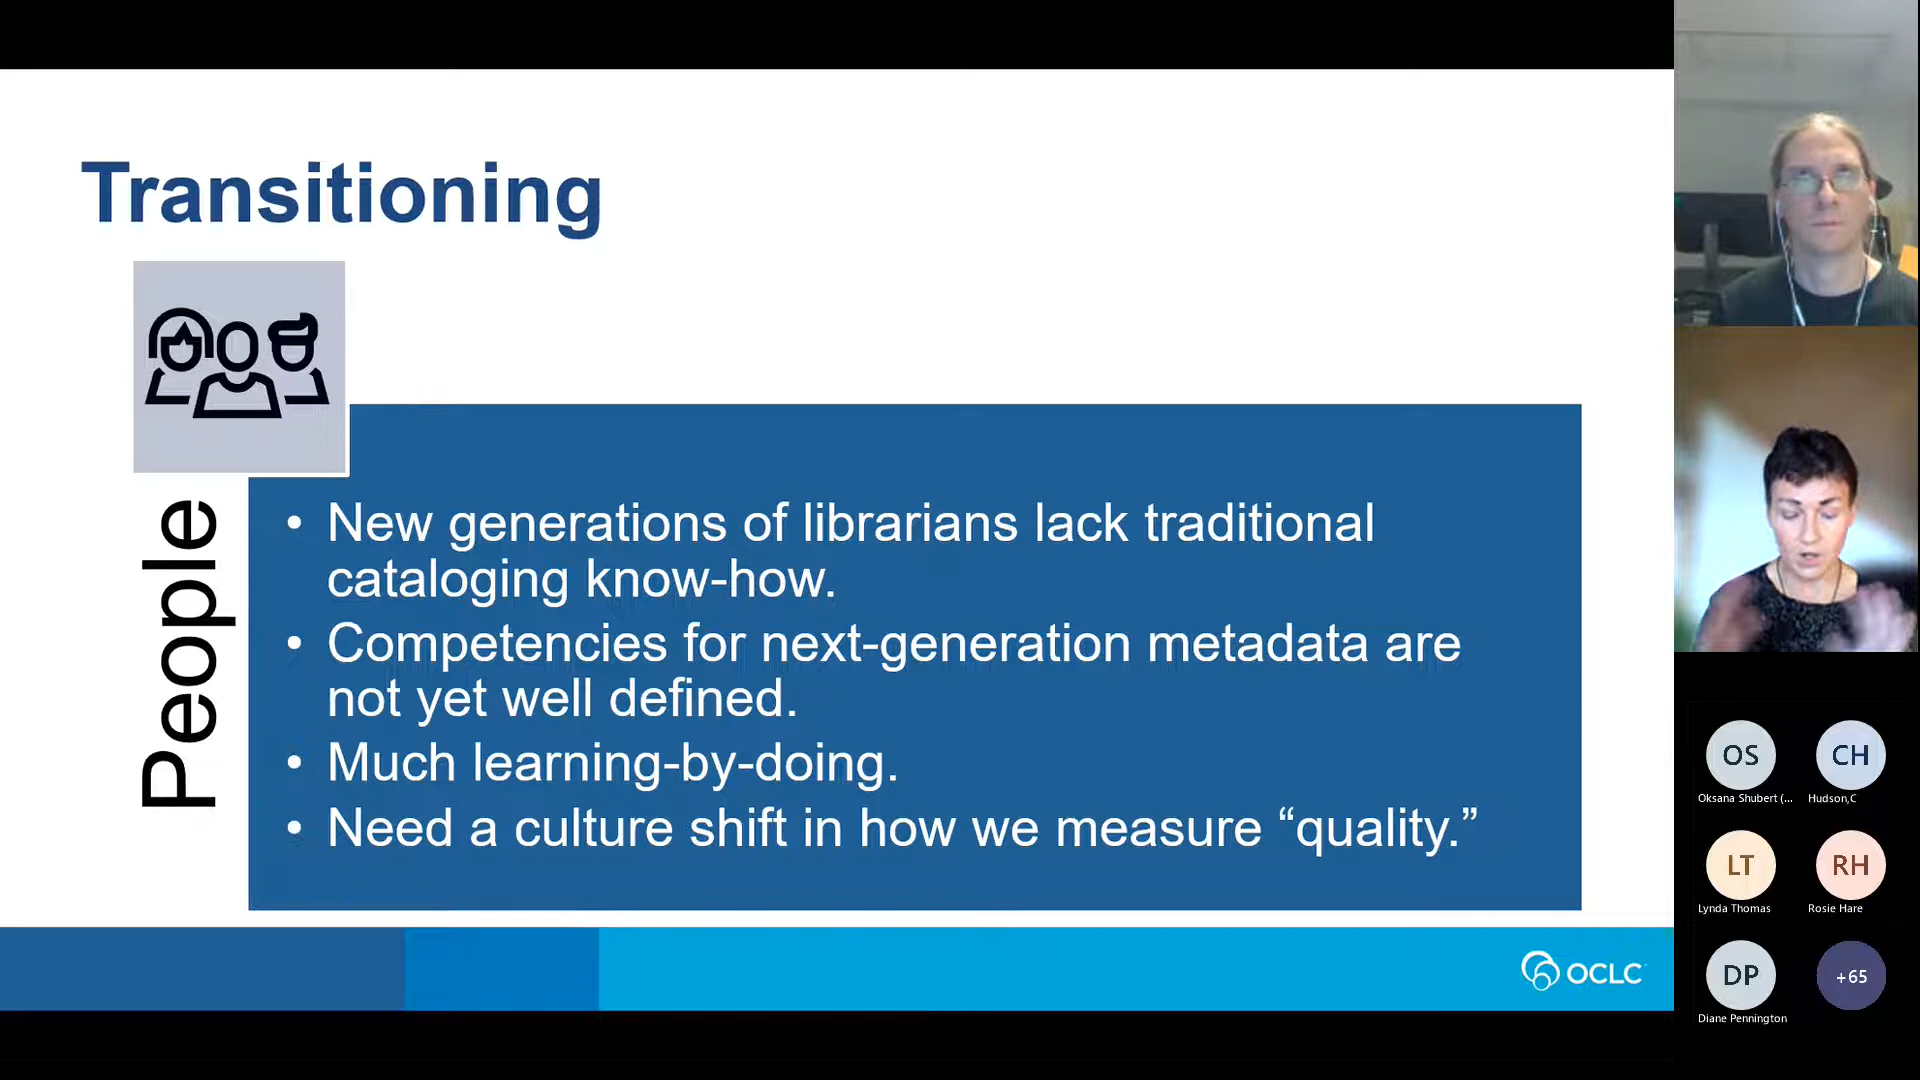 Transitioning
People
• New generations of librarians lack traditional
cataloging know-how.
• Competencies for next-generation metadata are
not yet well defined.
• Much learning-by-doing.
• Need a culture shift in how we measure “quality.”
OCLC
OS
CH
Oksana Shubert (...
Hudson,C
LT
RH
Lynda Thomas
Rosie Hare
DP
+65
Diane Pennington